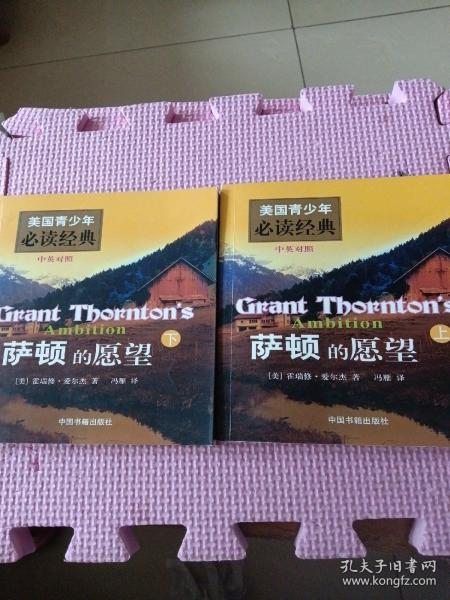 美国青少年
必读经典
中英对照
Grant Thornton's
Ambition
萨顿的愿望
下
[美] 霍瑞修·爱尔杰 著 冯雁 译
中国书籍出版社
美国青少年
必读经典
中英对照
Grant Thornton's
Ambition
萨顿的愿望
上
[美] 霍瑞修·爱尔杰 著 冯雁 译
中国书籍出版社
孔夫子旧书网
www.kongfz.com